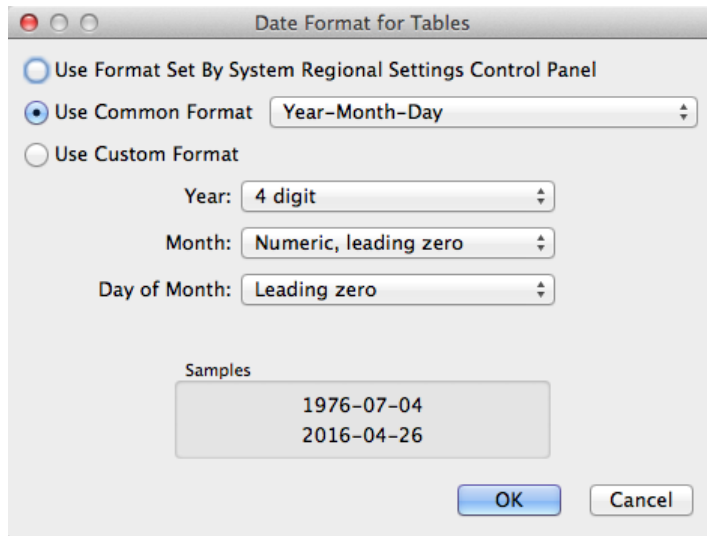 Date Format for Tables
Use Format Set By System Regional Settings Control Panel
Use Common Format Year-Month-Day
Use Custom Format
Year: 4 digit
Month: Numeric, leading zero
Day of Month: Leading zero
Samples
1976-07-04
2016-04-26
OK Cancel